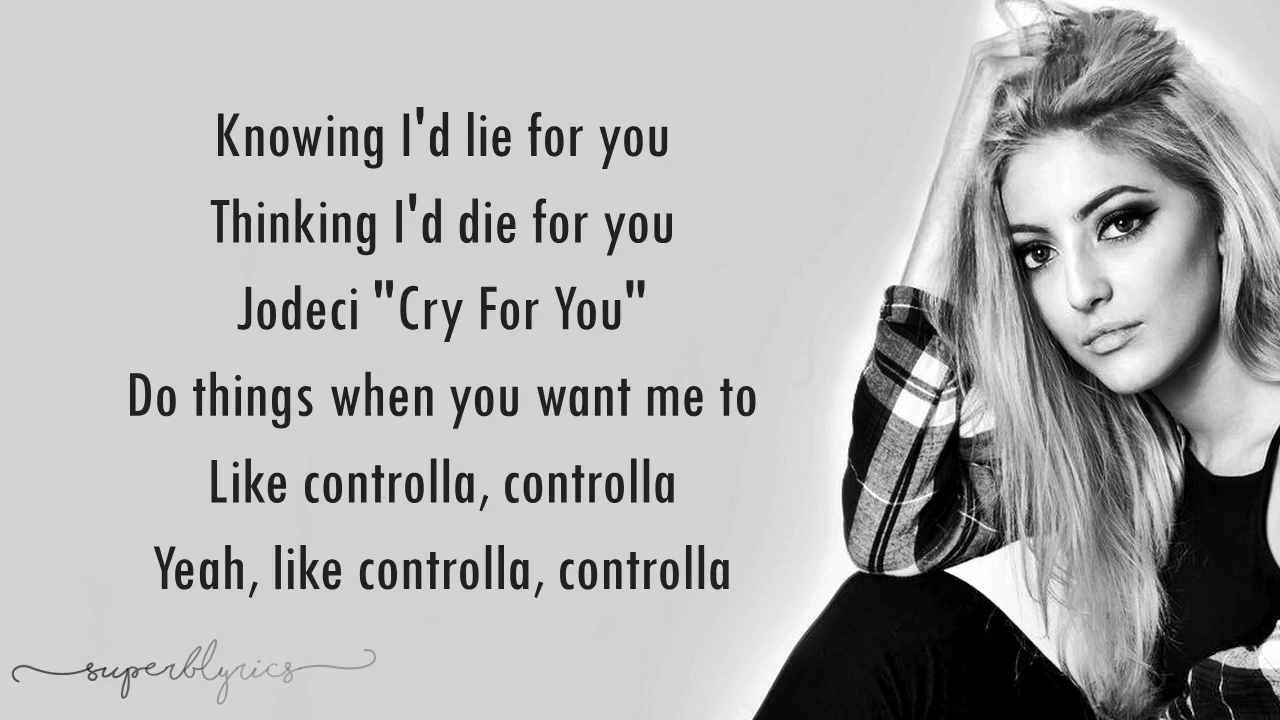 Knowing I'd lie for you
Thinking I'd die for you
Jodeci "Cry For You"
Do things when you want me to
Like controlla, controlla
Yeah, like controlla, controlla
superblyrics